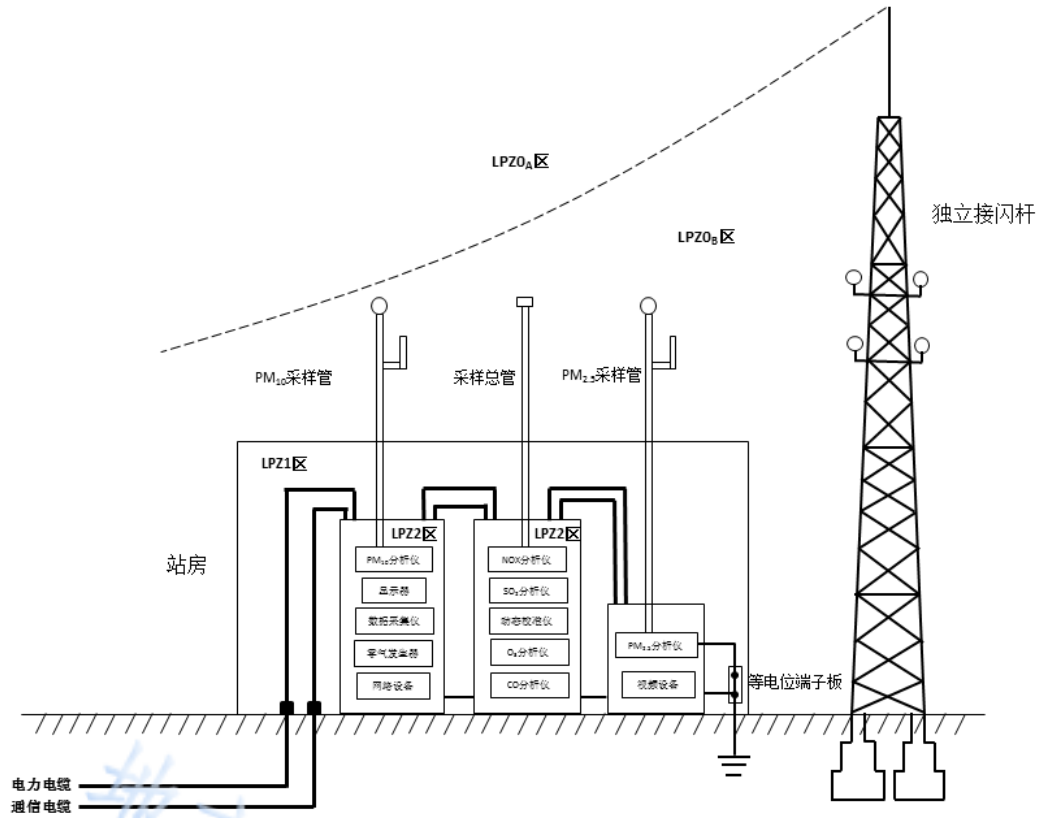 LPZ0A区
独立接闪杆
LPZ0B区
PM10采样管
采样总管
PM2.5采样管
LPZ1区
LPZ2区
LPZ2区
站房
PM10分析仪
NOX分析仪
显示器
SO2分析仪
数据采集仪
动态校准仪
零气发生器
O3分析仪
PM2.5分析仪
网络设备
CO分析仪
视频设备
等电位端子板
电力电缆
通信电缆